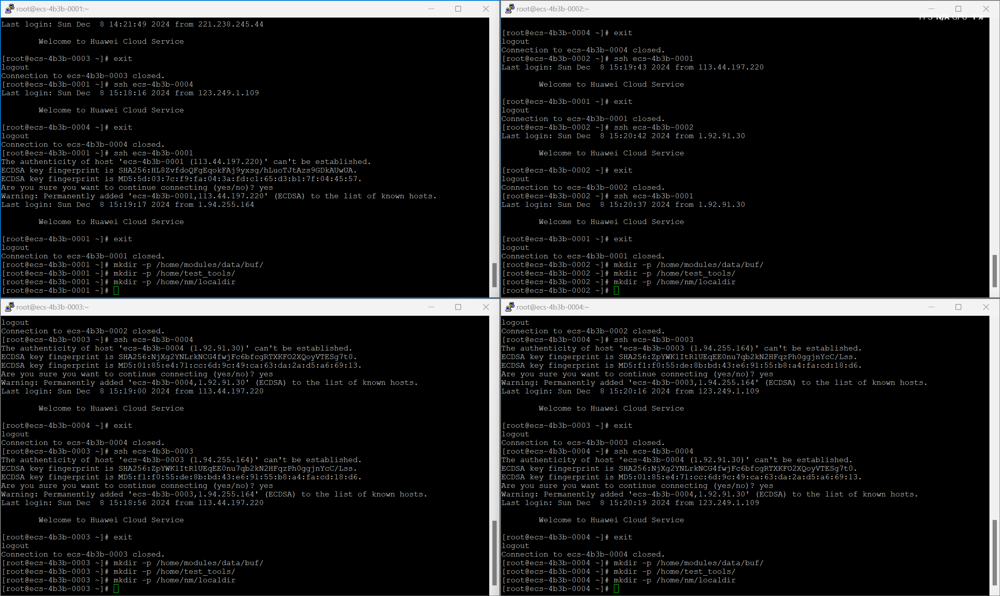 root@ecs-4b3b-0001:~
Last login: Sun Dec  8 14:21:49 2024 from 221.238.245.44
Welcome to Huawei Cloud Service
[root@ecs-4b3b-0003 ~]# exit
logout
Connection to ecs-4b3b-0003 closed.
[root@ecs-4b3b-0001 ~]# ssh ecs-4b3b-0004
Last login: Sun Dec  8 15:18:16 2024 from 123.249.1.109
Welcome to Huawei Cloud Service
[root@ecs-4b3b-0004 ~]# exit
logout
Connection to ecs-4b3b-0004 closed.
[root@ecs-4b3b-0001 ~]# ssh ecs-4b3b-0001
The authenticity of host 'ecs-4b3b-0001 (113.44.197.220)' can't be established.
ECDSA key fingerprint is SHA256:HL8ZvfdoQFgEqokFAj9yxsg/hLuoTJtAzs9GDkAUwUA.
ECDSA key fingerprint is MD5:5d:03:7c:f9:fa:04:3a:fd:c1:65:d3:b1:7f:04:45:57.
Are you sure you want to continue connecting (yes/no)? yes
Warning: Permanently added 'ecs-4b3b-0001,113.44.197.220' (ECDSA) to the list of known hosts.
Last login: Sun Dec  8 15:19:17 2024 from 1.94.255.164
Welcome to Huawei Cloud Service
[root@ecs-4b3b-0001 ~]# exit
logout
Connection to ecs-4b3b-0001 closed.
[root@ecs-4b3b-0001 ~]# mkdir -p /home/modules/data/buf/
[root@ecs-4b3b-0001 ~]# mkdir -p /home/test_tools/
[root@ecs-4b3b-0001 ~]# mkdir -p /home/nm/localdir
[root@ecs-4b3b-0001 ~]#
root@ecs-4b3b-0002:~
FPS N/A GPU 1 %
[root@ecs-4b3b-0004 ~]# exit
logout
Connection to ecs-4b3b-0004 closed.
[root@ecs-4b3b-0002 ~]# ssh ecs-4b3b-0001
Last login: Sun Dec  8 15:19:43 2024 from 113.44.197.220
Welcome to Huawei Cloud Service
[root@ecs-4b3b-0001 ~]# exit
logout
Connection to ecs-4b3b-0001 closed.
[root@ecs-4b3b-0002 ~]# ssh ecs-4b3b-0002
Last login: Sun Dec  8 15:20:42 2024 from 1.92.91.30
Welcome to Huawei Cloud Service
[root@ecs-4b3b-0002 ~]# exit
logout
Connection to ecs-4b3b-0002 closed.
[root@ecs-4b3b-0002 ~]# ssh ecs-4b3b-0001
Last login: Sun Dec  8 15:20:37 2024 from 1.92.91.30
Welcome to Huawei Cloud Service
[root@ecs-4b3b-0001 ~]# exit
logout
Connection to ecs-4b3b-0001 closed.
[root@ecs-4b3b-0002 ~]# mkdir -p /home/modules/data/buf/
[root@ecs-4b3b-0002 ~]# mkdir -p /home/test_tools/
[root@ecs-4b3b-0002 ~]# mkdir -p /home/nm/localdir
[root@ecs-4b3b-0002 ~]#
root@ecs-4b3b-0003:~
logout
Connection to ecs-4b3b-0002 closed.
[root@ecs-4b3b-0003 ~]# ssh ecs-4b3b-0004
The authenticity of host 'ecs-4b3b-0004 (1.92.91.30)' can't be established.
ECDSA key fingerprint is SHA256:NjXg2YNLrkNCG4fwjFc6bfcgRTXKFO2XQoyVTESg7t0.
ECDSA key fingerprint is MD5:01:85:e4:71:cc:6d:9c:49:ca:63:da:2a:d5:a6:69:13.
Are you sure you want to continue connecting (yes/no)? yes
Warning: Permanently added 'ecs-4b3b-0004,1.92.91.30' (ECDSA) to the list of known hosts.
Last login: Sun Dec  8 15:19:00 2024 from 113.44.197.220
Welcome to Huawei Cloud Service
[root@ecs-4b3b-0004 ~]# exit
logout
Connection to ecs-4b3b-0004 closed.
[root@ecs-4b3b-0003 ~]# ssh ecs-4b3b-0003
The authenticity of host 'ecs-4b3b-0003 (1.94.255.164)' can't be established.
ECDSA key fingerprint is SHA256:ZpYWK1ItR1UEqEE0nu7qb2kN2HFqzPh0ggjnYcC/Lss.
ECDSA key fingerprint is MD5:f1:f0:55:de:8b:bd:43:e6:91:55:b8:a4:fa:cd:18:d6.
Are you sure you want to continue connecting (yes/no)? yes
Warning: Permanently added 'ecs-4b3b-0003,1.94.255.164' (ECDSA) to the list of known hosts.
Last login: Sun Dec  8 15:18:56 2024 from 113.44.197.220
Welcome to Huawei Cloud Service
[root@ecs-4b3b-0003 ~]# exit
logout
Connection to ecs-4b3b-0003 closed.
[root@ecs-4b3b-0003 ~]# mkdir -p /home/modules/data/buf/
[root@ecs-4b3b-0003 ~]# mkdir -p /home/test_tools/
[root@ecs-4b3b-0003 ~]# mkdir -p /home/nm/localdir
[root@ecs-4b3b-0003 ~]#
root@ecs-4b3b-0004:~
logout
Connection to ecs-4b3b-0002 closed.
[root@ecs-4b3b-0004 ~]# ssh ecs-4b3b-0003
The authenticity of host 'ecs-4b3b-0003 (1.94.255.164)' can't be established.
ECDSA key fingerprint is SHA256:ZpYWK1ItR1UEqEE0nu7qb2kN2HFqzPh0ggjnYcC/Lss.
ECDSA key fingerprint is MD5:f1:f0:55:de:8b:bd:43:e6:91:55:b8:a4:fa:cd:18:d6.
Are you sure you want to continue connecting (yes/no)? yes
Warning: Permanently added 'ecs-4b3b-0003,1.94.255.164' (ECDSA) to the list of known hosts.
Last login: Sun Dec  8 15:20:16 2024 from 123.249.1.109
Welcome to Huawei Cloud Service
[root@ecs-4b3b-0003 ~]# exit
logout
Connection to ecs-4b3b-0003 closed.
[root@ecs-4b3b-0004 ~]# ssh ecs-4b3b-0004
The authenticity of host 'ecs-4b3b-0004 (1.92.91.30)' can't be established.
ECDSA key fingerprint is SHA256:NjXg2YNLrkNCG4fwjFc6bfcgRTXKFO2XQoyVTESg7t0.
ECDSA key fingerprint is MD5:01:85:e4:71:cc:6d:9c:49:ca:63:da:2a:d5:a6:69:13.
Are you sure you want to continue connecting (yes/no)? yes
Warning: Permanently added 'ecs-4b3b-0004,1.92.91.30' (ECDSA) to the list of known hosts.
Last login: Sun Dec  8 15:20:19 2024 from 123.249.1.109
Welcome to Huawei Cloud Service
[root@ecs-4b3b-0004 ~]# exit
logout
Connection to ecs-4b3b-0004 closed.
[root@ecs-4b3b-0004 ~]# mkdir -p /home/modules/data/buf/
[root@ecs-4b3b-0004 ~]# mkdir -p /home/test_tools/
[root@ecs-4b3b-0004 ~]# mkdir -p /home/nm/localdir
[root@ecs-4b3b-0004 ~]#